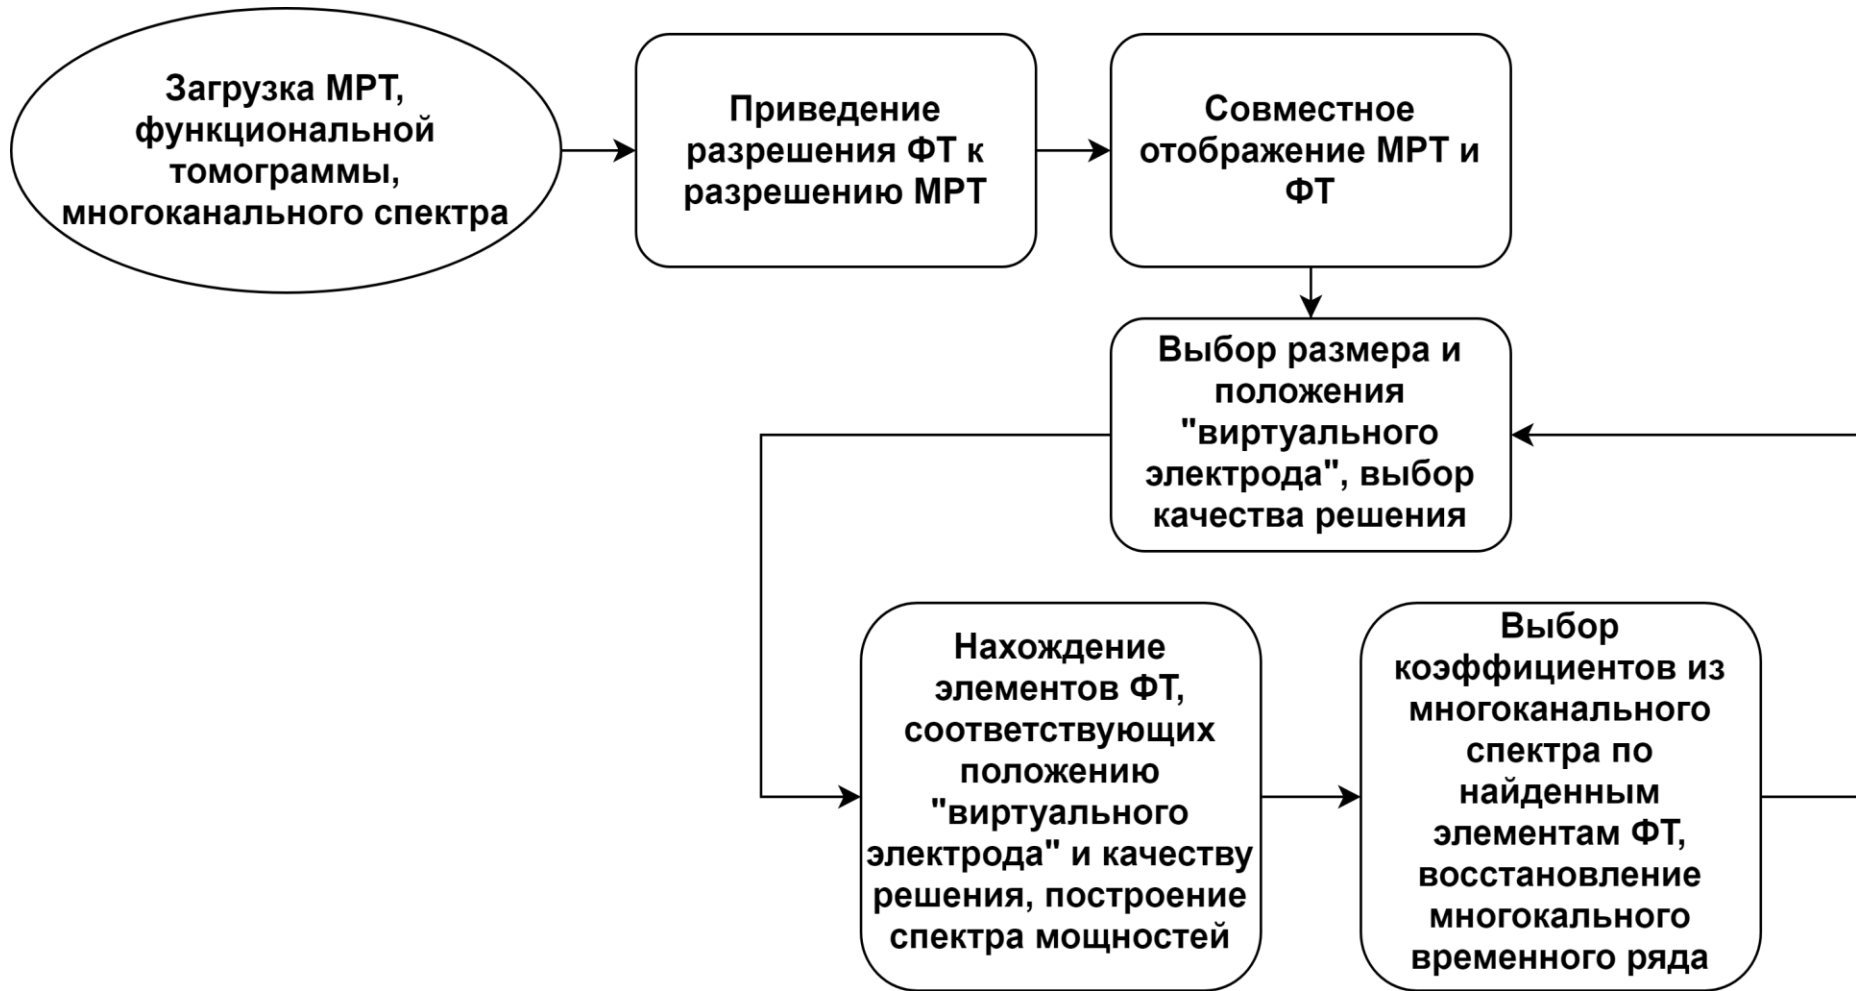 Загрузка МРТ,
функциональной
томограммы,
многоканального спектра
Приведение
разрешения ФТ к
разрешению МРТ
Совместное
отображение МРТ и
ФТ
Выбор размера и
положения
"виртуального
электрода", выбор
качества решения
Нахождение
элементов ФТ,
соответствующих
положению
"виртуального
электрода" и качеству
решения, построение
спектра мощностей
Выбор
коэффициентов из
многоканального
спектра по
найденным
элементам ФТ,
восстановление
многокального
временного ряда